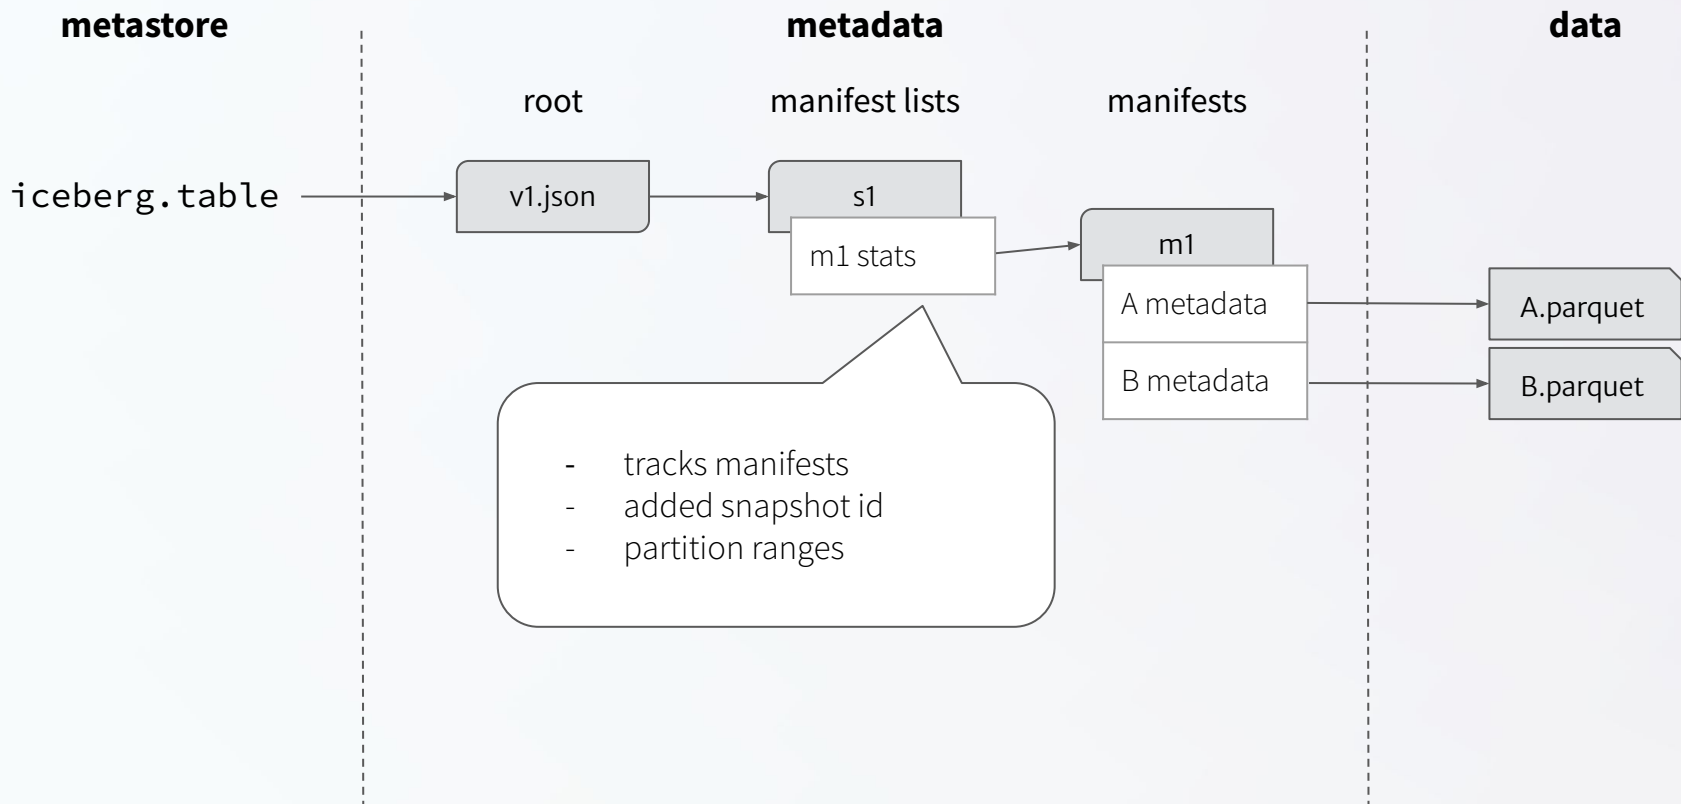 metastore
metadata
data
root
manifest lists
manifests
iceberg.table
v1.json
s1
m1 stats
m1
A metadata
B metadata
A.parquet
B.parquet
- tracks manifests
- added snapshot id
- partition ranges